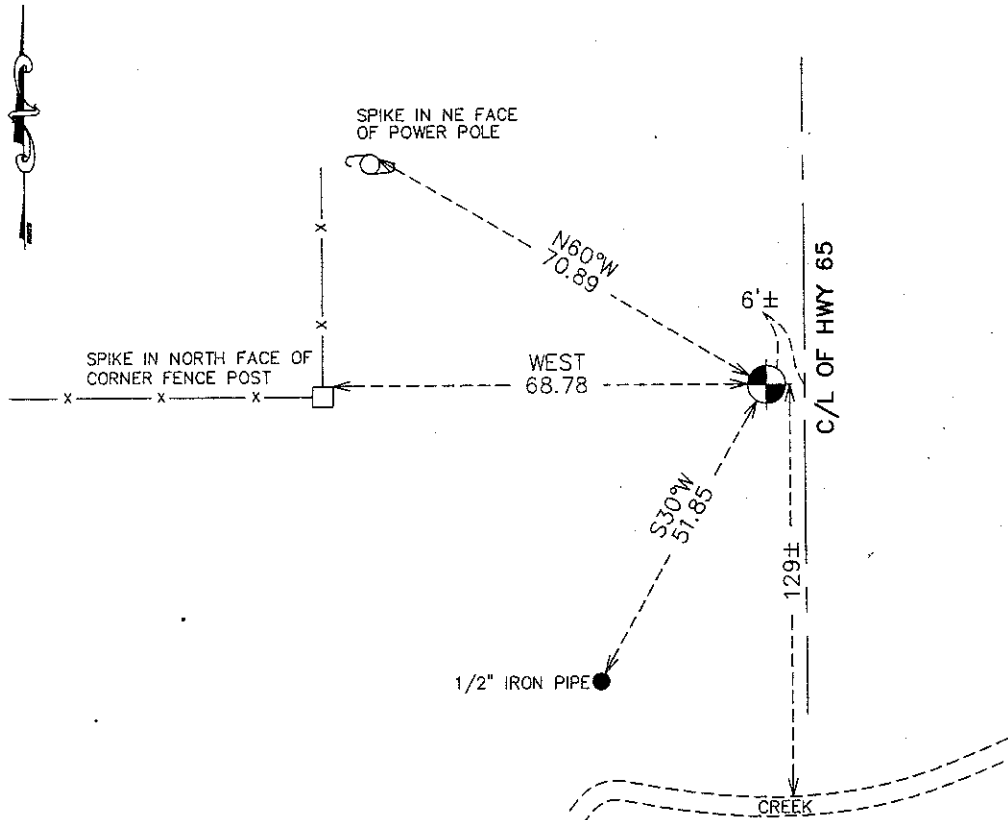 SPIKE IN NE FACE
OF POWER POLE
N60°W
70.89
6'±
C/L OF HWY 65
SPIKE IN NORTH FACE OF
CORNER FENCE POST
WEST
68.78
S30°W
51.85
129±
1/2" IRON PIPE
CREEK